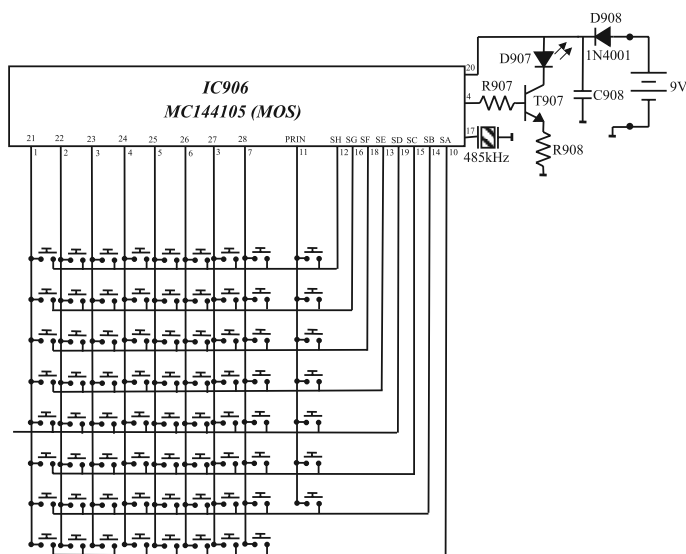 D908
D907
1N4001
20
IC906
MC144105 (MOS)
R907
4
T907
C908
9V
17
485kHz
R908
21 22 23 24 25 26 27 28 PRIN SH SG SF SE SD SC SB SA
1 2 3 4 5 6 3 7 11 12 16 18 13 19 15 14 10